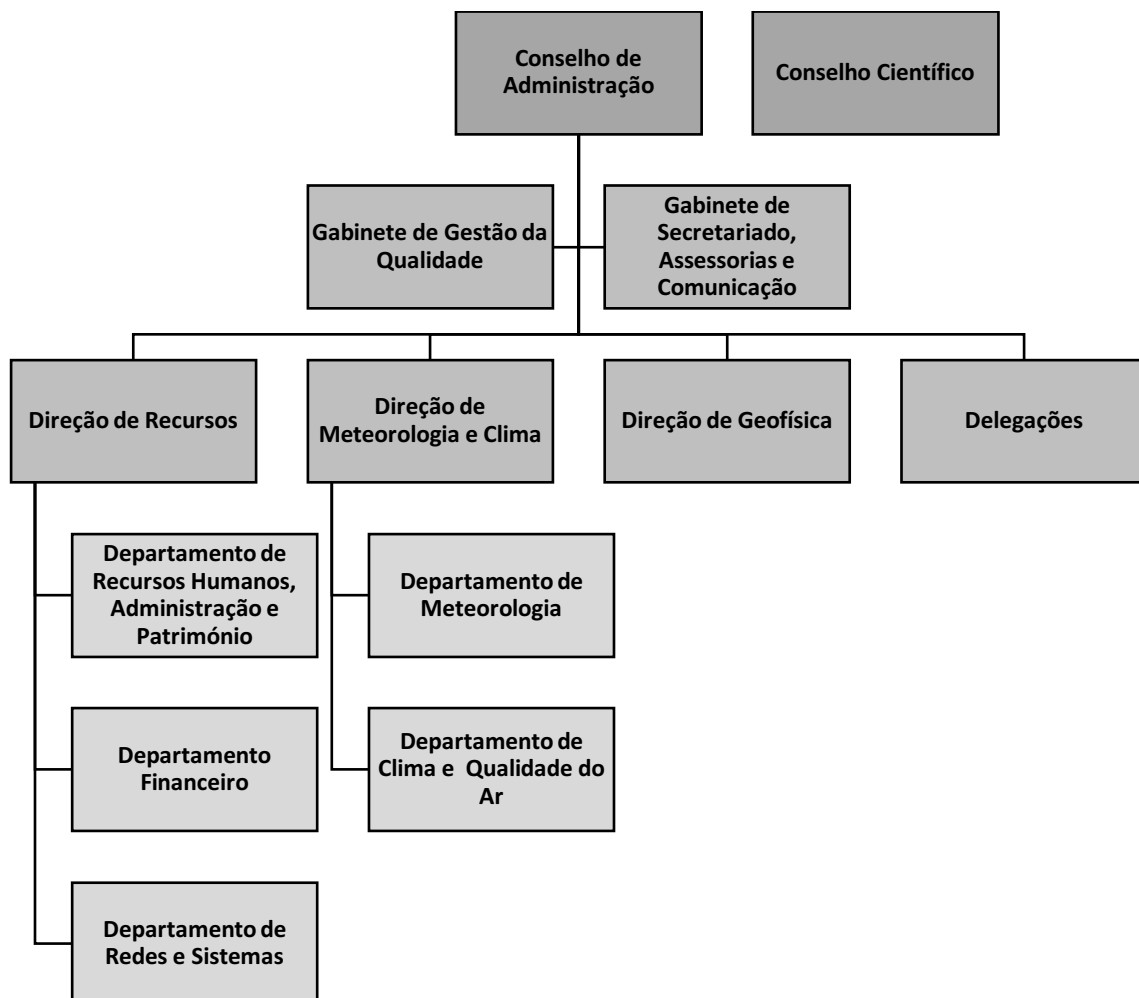 Conselho de
Administração
Conselho Científico
Gabinete de Gestão da
Qualidade
Gabinete de
Secretariado,
Assessorias e
Comunicação
Direção de Recursos
Direção de
Meteorologia e Clima
Direção de Geofísica
Delegações
Departamento de
Recursos Humanos,
Administração e
Património
Departamento de
Meteorologia
Departamento
Financeiro
Departamento de
Clima e Qualidade do
Ar
Departamento de
Redes e Sistemas